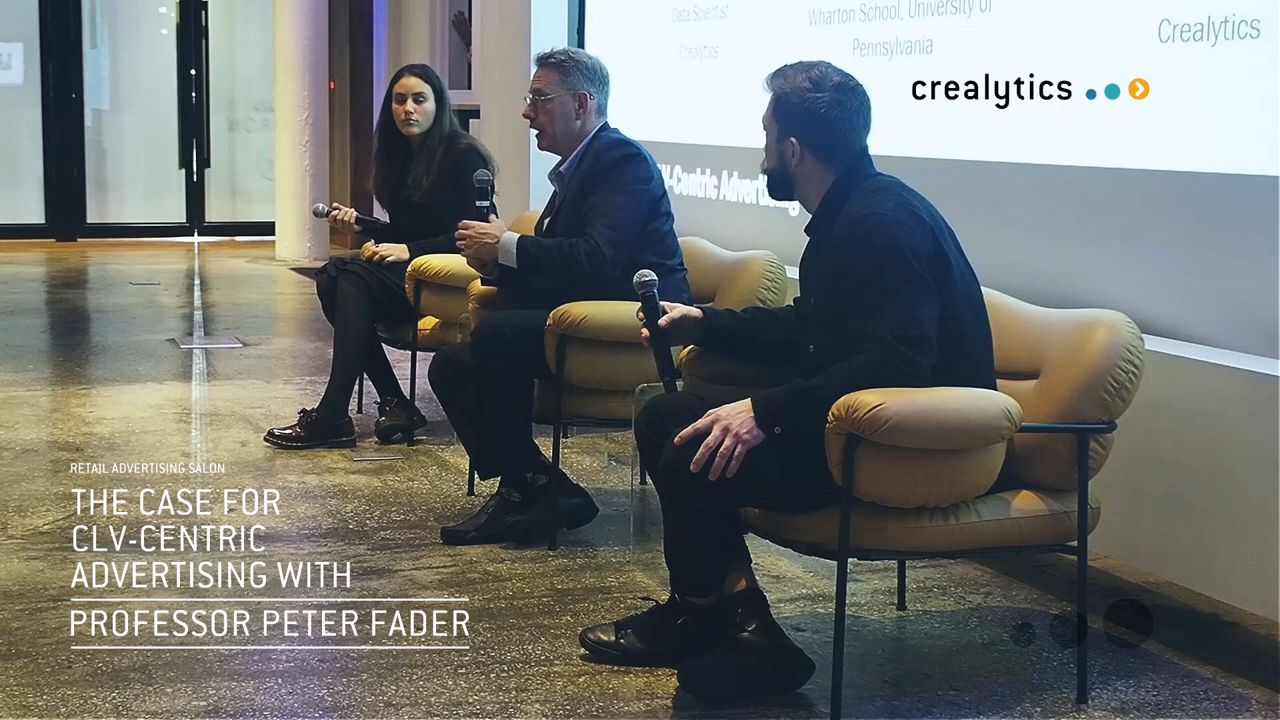 Data Scientist
Crealytics
Wharton School, University of
Pennsylvania
Crealytics
crealytics
-Centric Advertising
RETAIL ADVERTISING SALON
THE CASE FOR
CLV-CENTRIC
ADVERTISING WITH
PROFESSOR PETER FADER